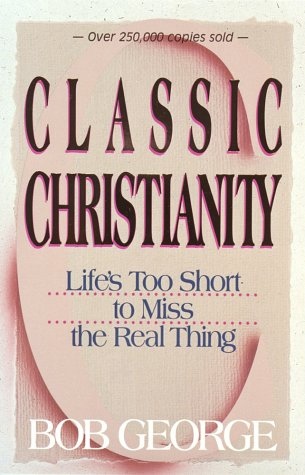 — Over 250,000 copies sold —
CLASSIC
CHRISTIANITY
Life's Too Short
to Miss
the Real Thing
BOB GEORGE